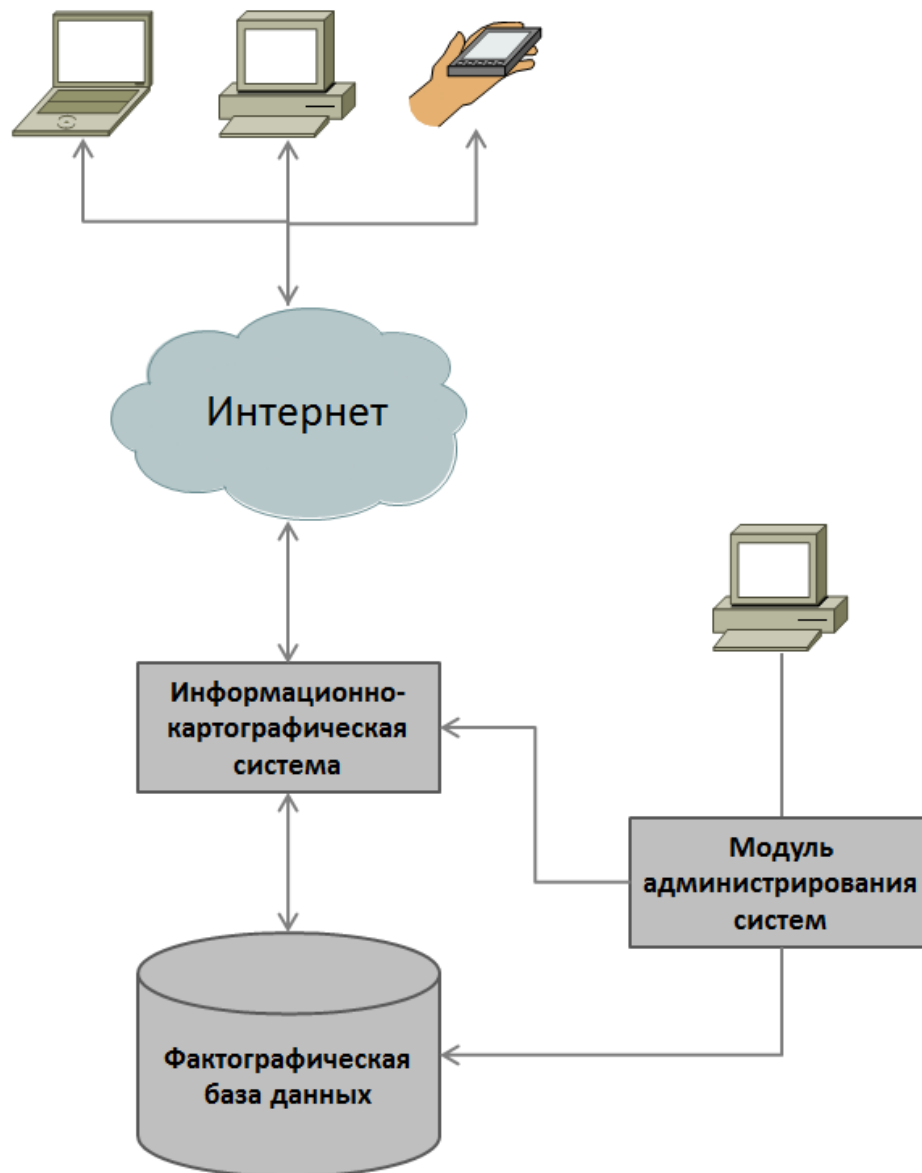 Интернет
Информационно-
картографическая
система
Модуль
администрирования
систем
Фактографическая
база данных